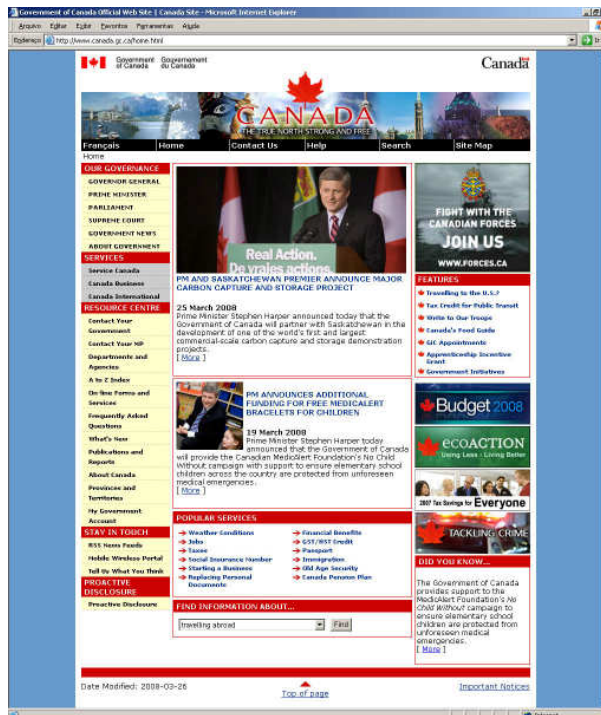 Government of Canada Official Web Site | Canada Site - Microsoft Internet Explorer
Arquivo Editar Exibir Favoritos Ferramentas Ajuda
Endereço http://www.canada.gc.ca/home.html Ir
Government of Canada Gouvernement du Canada Canada
CANADA
THE TRUE NORTH STRONG AND FREE
Français Home Contact Us Help Search Site Map
Home
OUR GOVERNANCE
GOVERNOR GENERAL
PRIME MINISTER
PARLIAMENT
SUPREME COURT
GOVERNMENT NEWS
ABOUT GOVERNMENT
SERVICES
Service Canada
Canada Business
Canada International
RESOURCE CENTRE
Contact Your
Government
Contact Your MP
Departments and
Agencies
A to Z Index
On-line Forms and
Services
Frequently Asked
Questions
What's New
Publications and
Reports
About Canada
Provinces and
Territories
My Government
Account
STAY IN TOUCH
RSS News Feeds
Mobile Wireless Portal
Tell Us What You Think
PROACTIVE
DISCLOSURE
Proactive Disclosure
Real Action.
De vraies actions.
PM AND SASKATCHEWAN PREMIER ANNOUNCE MAJOR
CARBON CAPTURE AND STORAGE PROJECT
25 March 2008
Prime Minister Stephen Harper announced today that the
Government of Canada will partner with Saskatchewan in the
development of one of the world's first and largest
commercial-scale carbon capture and storage demonstration
projects.
[ More ]
PM ANNOUNCES ADDITIONAL
FUNDING FOR FREE MEDICALERT
BRACELETS FOR CHILDREN
19 March 2008
Prime Minister Stephen Harper today
announced that the Government of Canada
will provide the Canadian MedicAlert Foundation's No Child
Without campaign with support to ensure elementary school
children across the country are protected from unforeseen
medical emergencies.
[ More ]
POPULAR SERVICES
Weather Conditions
Jobs
Taxes
Social Insurance Number
Starting a Business
Replacing Personal
Documents
Financial Benefits
GST/HST Credit
Passport
Immigration
Old Age Security
Canada Pension Plan
FIND INFORMATION ABOUT...
travelling abroad Find
FIGHT WITH THE
CANADIAN FORCES
JOIN US
WWW.FORCES.CA
FEATURES
Travelling to the U.S.?
Tax Credit for Public Transit
Write to Our Troops
Canada's Food Guide
GIC Appointments
Apprenticeship Incentive
Grant
Government Initiatives
Budget 2008
ecoACTION
Using Less - Living Better
2007 Tax Savings for Everyone
TACKLING CRIME
DID YOU KNOW...
The Government of Canada
provides support to the
MedicAlert Foundation's No
Child Without campaign to
ensure elementary school
children are protected from
unforeseen medical
emergencies.
[ More ]
Date Modified: 2008-03-26
Top of page
Important Notices
Internet